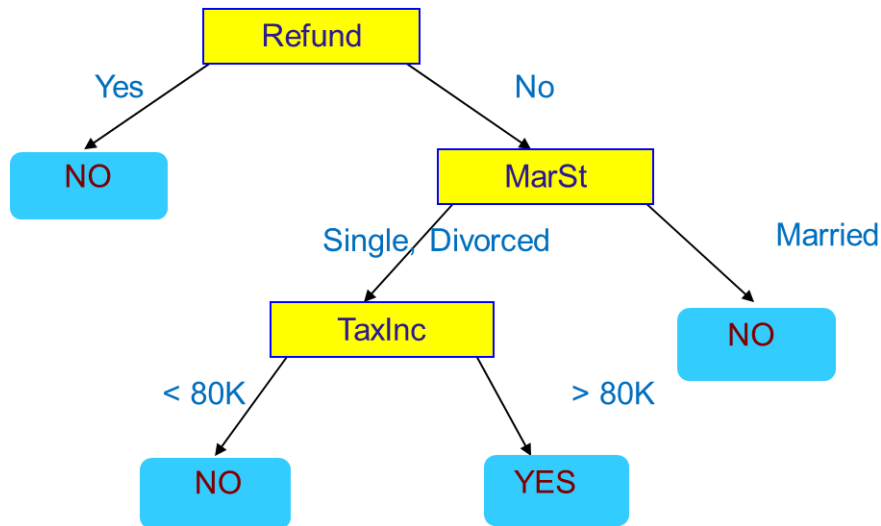 Refund
Yes
No
NO
MarSt
Single, Divorced
Married
TaxInc
NO
< 80K
> 80K
NO
YES